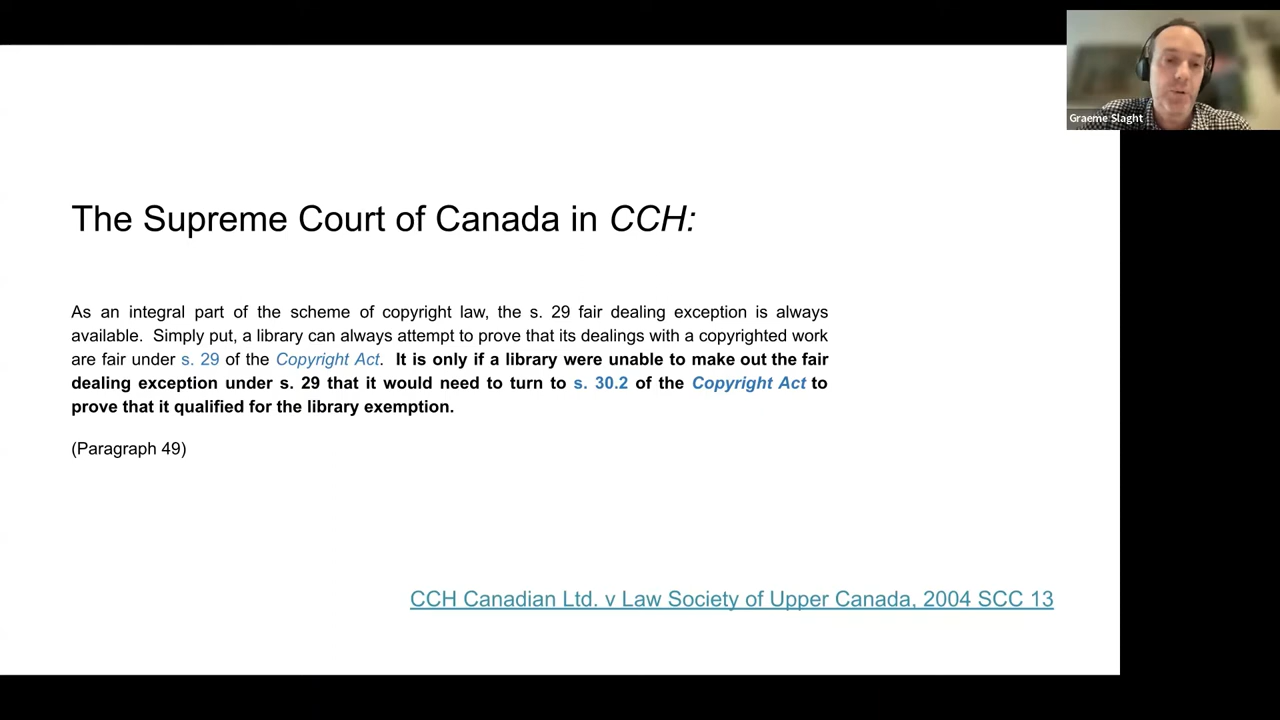 Graeme Slaght
The Supreme Court of Canada in CCH:
As an integral part of the scheme of copyright law, the s. 29 fair dealing exception is always
available.  Simply put, a library can always attempt to prove that its dealings with a copyrighted work
are fair under s. 29 of the Copyright Act.  It is only if a library were unable to make out the fair
dealing exception under s. 29 that it would need to turn to s. 30.2 of the Copyright Act to
prove that it qualified for the library exemption.
(Paragraph 49)
CCH Canadian Ltd. v Law Society of Upper Canada, 2004 SCC 13